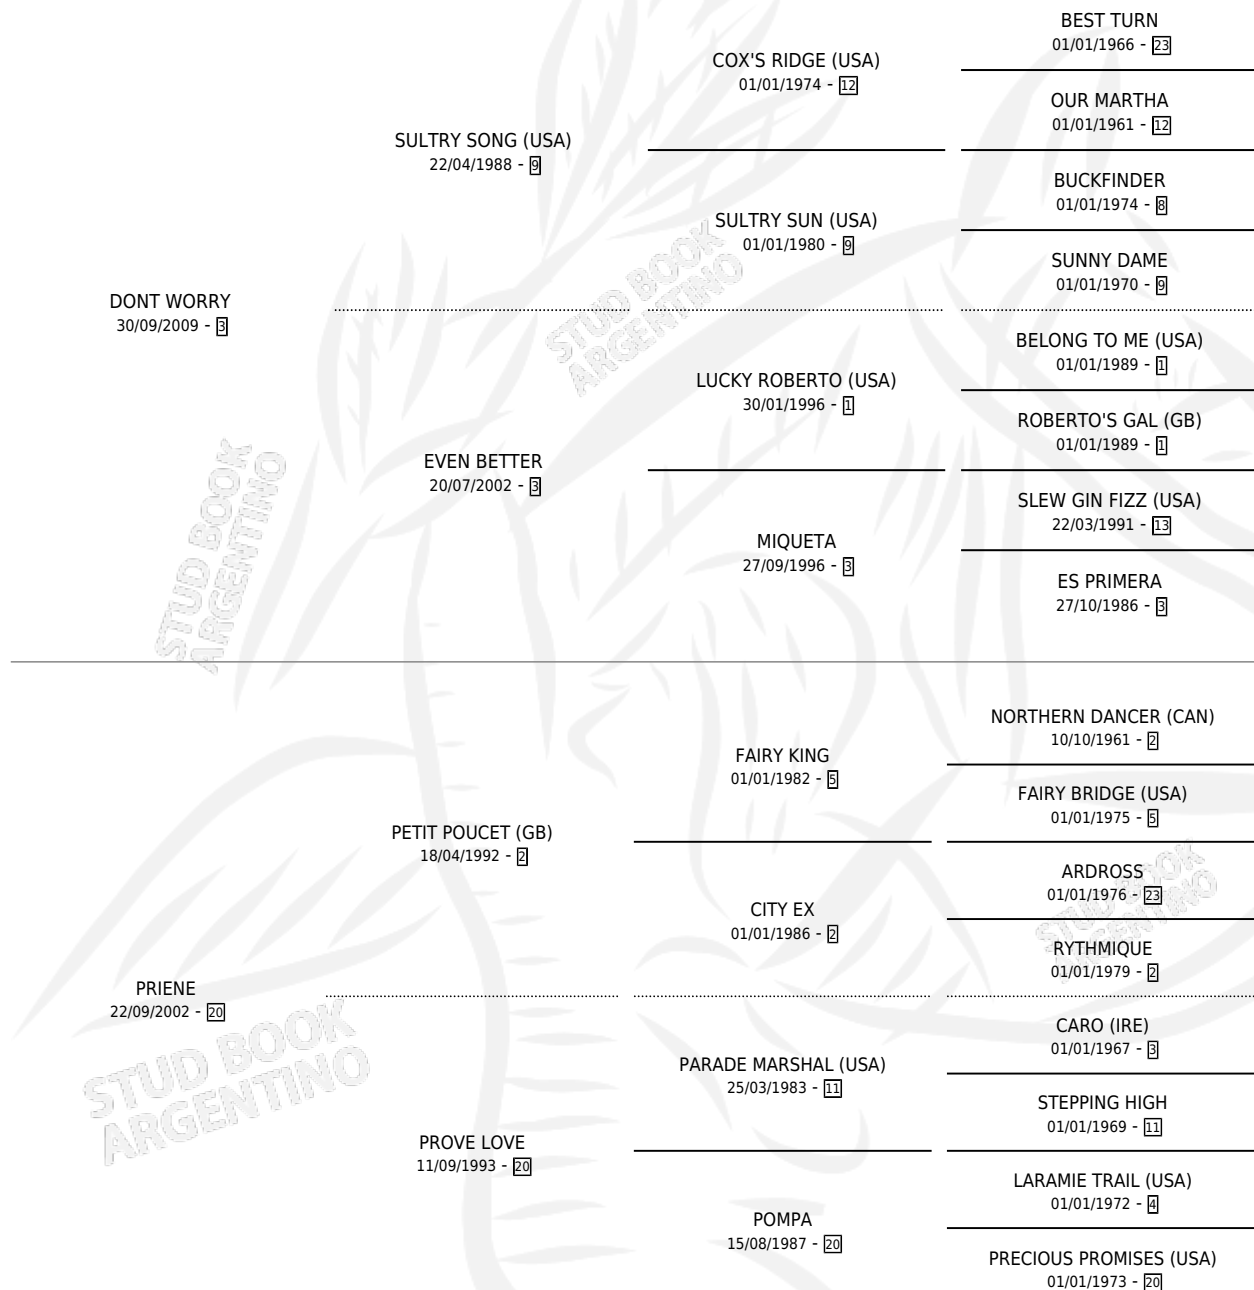 BEST TURN
01/01/1966 - 23
COX'S RIDGE (USA)
01/01/1974 - 12
OUR MARTHA
01/01/1961 - 12
SULTRY SONG (USA)
22/04/1988 - 9
BUCKFINDER
01/01/1974 - 8
SULTRY SUN (USA)
01/01/1980 - 9
SUNNY DAME
01/01/1970 - 9
STUD BOOK
ARGENTINO
DONT WORRY
30/09/2009 - 3
BELONG TO ME (USA)
01/01/1989 - 1
LUCKY ROBERTO (USA)
30/01/1996 - 1
ROBERTO'S GAL (GB)
01/01/1989 - 1
EVEN BETTER
20/07/2002 - 3
SLEW GIN FIZZ (USA)
22/03/1991 - 13
MIQUETA
27/09/1996 - 3
ES PRIMERA
27/10/1986 - 3
STUD BOOK
ARGENTINO
NORTHERN DANCER (CAN)
10/10/1961 - 2
FAIRY KING
01/01/1982 - 5
FAIRY BRIDGE (USA)
01/01/1975 - 5
PETIT POUCET (GB)
18/04/1992 - 2
ARDROSS
01/01/1976 - 23
CITY EX
01/01/1986 - 2
RYTHMIQUE
01/01/1979 - 2
STUD BOOK
ARGENTINO
PRIENE
22/09/2002 - 20
CARO (IRE)
01/01/1967 - 3
PARADE MARSHAL (USA)
25/03/1983 - 11
STEPPING HIGH
01/01/1969 - 11
STUD BOOK
ARGENTINO
PROVE LOVE
11/09/1993 - 20
LARAMIE TRAIL (USA)
01/01/1972 - 4
POMPA
15/08/1987 - 20
PRECIOUS PROMISES (USA)
01/01/1973 - 20